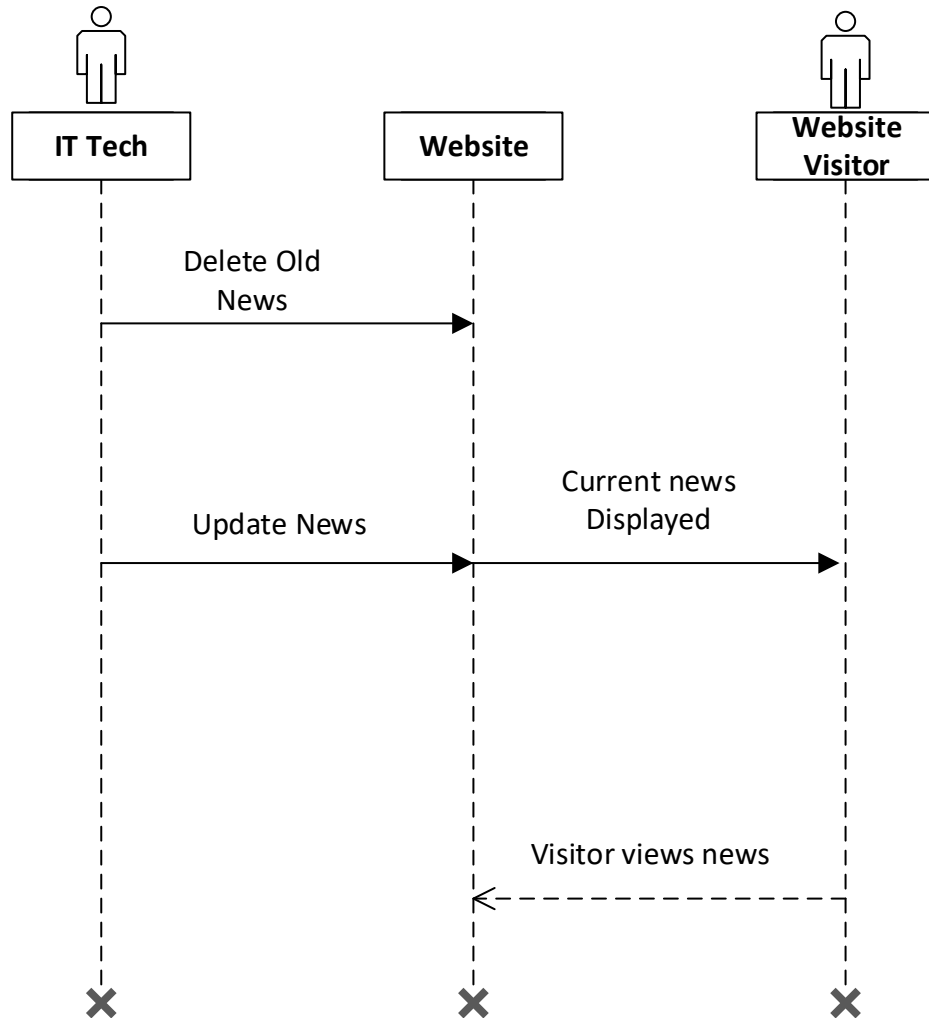 IT Tech
Website
Website
Visitor
Delete Old
News
Update News
Current news
Displayed
Visitor views news